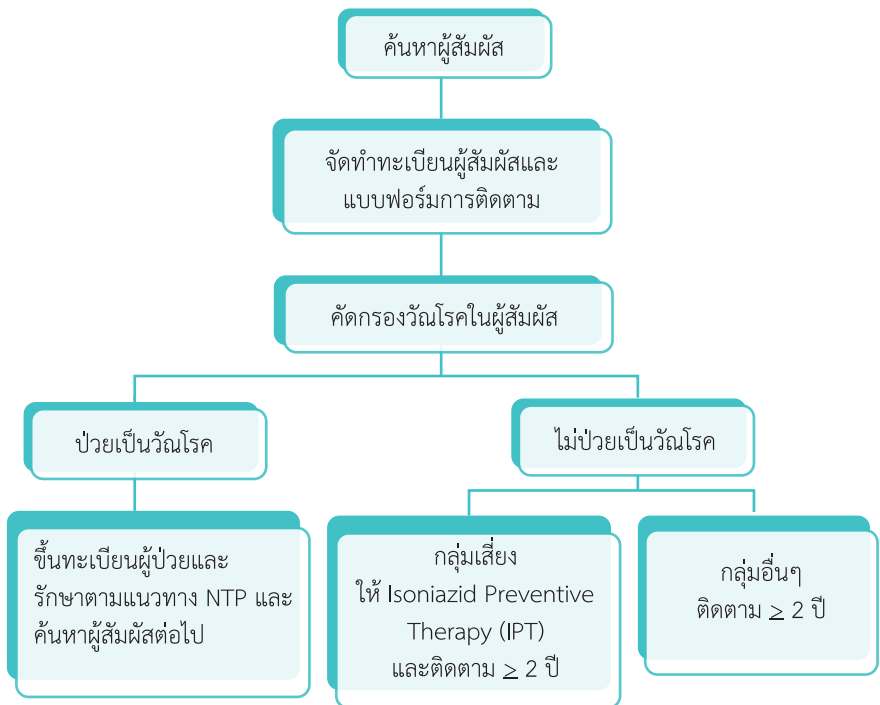 ค้นหาผู้สัมผัส
จัดทำทะเบียนผู้สัมผัสและ
แบบฟอร์มการติดตาม
คัดกรองวัณโรคในผู้สัมผัส
ป่วยเป็นวัณโรค
ไม่ป่วยเป็นวัณโรค
ขึ้นทะเบียนผู้ป่วยและ
รักษาตามแนวทาง NTP และ
ค้นหาผู้สัมผัสต่อไป
กลุ่มเสี่ยง
ให้ Isoniazid Preventive
Therapy (IPT)
และติดตาม ≥ 2 ปี
กลุ่มอื่นๆ
ติดตาม ≥ 2 ปี